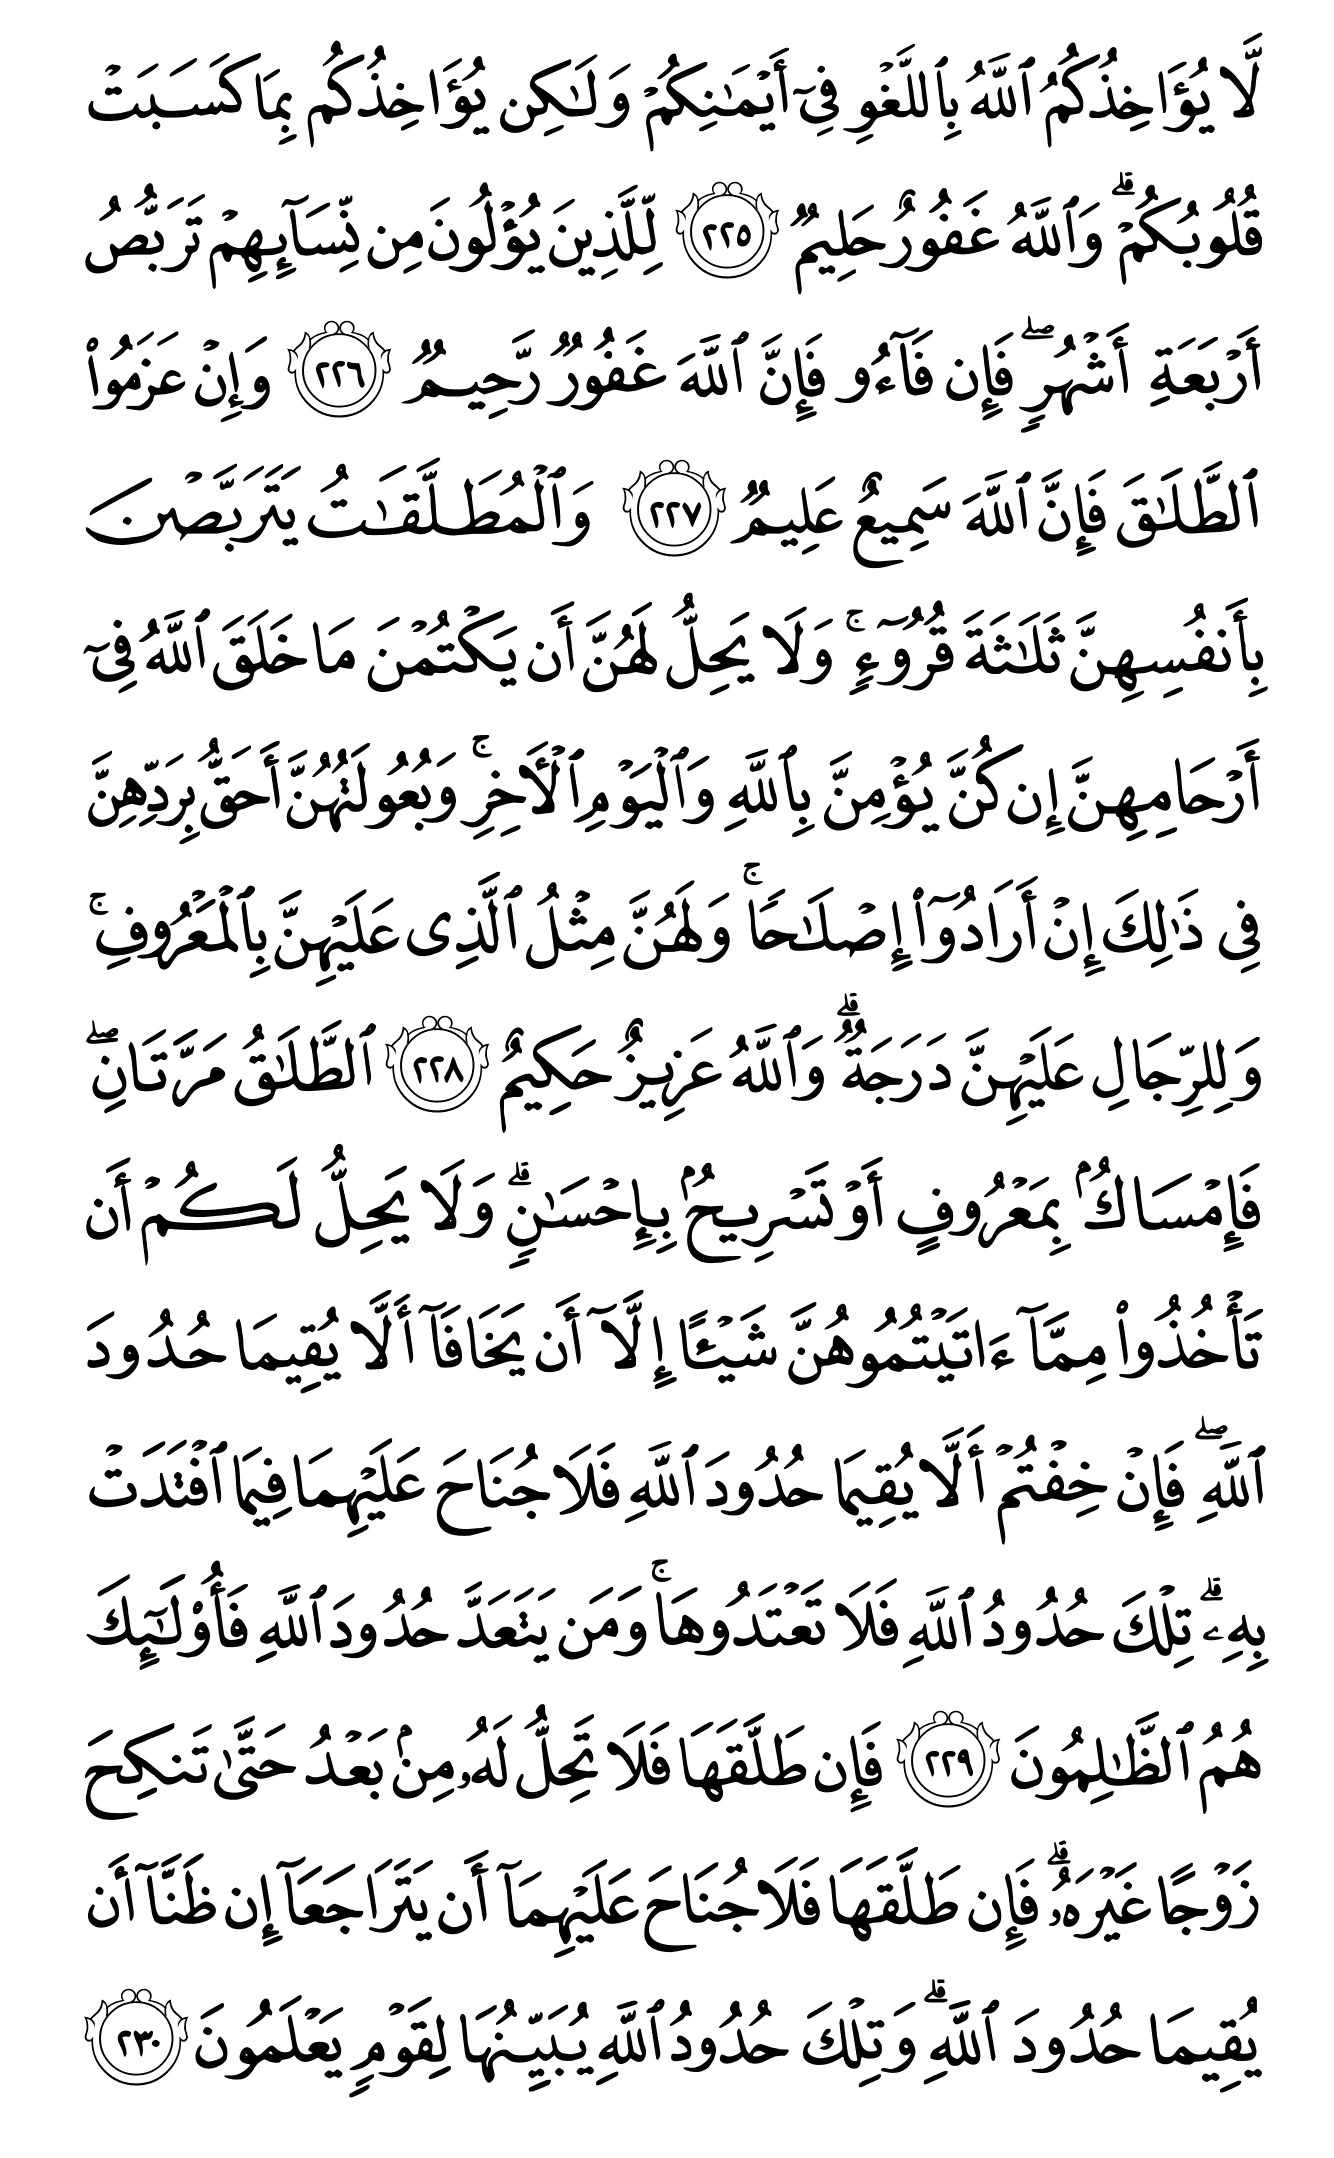 لَّا يُؤَاخِذُكُمُ ٱللَّهُ بِٱللَّغۡوِ فِىٓ أَيۡمَٰنِكُمۡ وَلَٰكِن يُؤَاخِذُكُم بِمَا كَسَبَتۡ
قُلُوبُكُمۡۗ وَٱللَّهُ غَفُورٌ حَلِيمٞ ٢٢٥ لِّلَّذِينَ يُؤۡلُونَ مِن نِّسَآئِهِمۡ تَرَبُّصُ
أَرۡبَعَةِ أَشۡهُرٖۖ فَإِن فَآءُو فَإِنَّ ٱللَّهَ غَفُورٞ رَّحِيمٞ ٢٢٦ وَإِنۡ عَزَمُواْ
ٱلطَّلَٰقَ فَإِنَّ ٱللَّهَ سَمِيعٌ عَلِيمٞ ٢٢٧ وَٱلۡمُطَلَّقَٰتُ يَتَرَبَّصۡنَ
بِأَنفُسِهِنَّ ثَلَٰثَةَ قُرُوٓءٖۚ وَلَا يَحِلُّ لَهُنَّ أَن يَكۡتُمۡنَ مَا خَلَقَ ٱللَّهُ فِىٓ
أَرۡحَامِهِنَّ إِن كُنَّ يُؤۡمِنَّ بِٱللَّهِ وَٱلۡيَوۡمِ ٱلۡأٓخِرِۚ وَبُعُولَتُهُنَّ أَحَقُّ بِرَدِّهِنَّ
فِى ذَٰلِكَ إِنۡ أَرَادُوٓاْ إِصۡلَٰحٗاۚ وَلَهُنَّ مِثۡلُ ٱلَّذِى عَلَيۡهِنَّ بِٱلۡمَعۡرُوفِۚ
وَلِلرِّجَالِ عَلَيۡهِنَّ دَرَجَةٞۗ وَٱللَّهُ عَزِيزٌ حَكِيمٌ ٢٢٨ ٱلطَّلَٰقُ مَرَّتَانِۖ
فَإِمۡسَاكُۢ بِمَعۡرُوفٍ أَوۡ تَسۡرِيحُۢ بِإِحۡسَٰنٖۗ وَلَا يَحِلُّ لَكُمۡ أَن
تَأۡخُذُواْ مِمَّآ ءَاتَيۡتُمُوهُنَّ شَيۡـًٔا إِلَّآ أَن يَخَافَآ أَلَّا يُقِيمَا حُدُودَ
ٱللَّهِۖ فَإِنۡ خِفۡتُمۡ أَلَّا يُقِيمَا حُدُودَ ٱللَّهِ فَلَا جُنَاحَ عَلَيۡهِمَا فِيمَا ٱفۡتَدَتۡ
بِهِۦۗ تِلۡكَ حُدُودُ ٱللَّهِ فَلَا تَعۡتَدُوهَاۚ وَمَن يَتَعَدَّ حُدُودَ ٱللَّهِ فَأُوْلَٰٓئِكَ
هُمُ ٱلظَّٰلِمُونَ ٢٢٩ فَإِن طَلَّقَهَا فَلَا تَحِلُّ لَهُۥ مِنۢ بَعۡدُ حَتَّىٰ تَنكِحَ
زَوۡجًا غَيۡرَهُۥۗ فَإِن طَلَّقَهَا فَلَا جُنَاحَ عَلَيۡهِمَآ أَن يَتَرَاجَعَآ إِن ظَنَّآ أَن
يُقِيمَا حُدُودَ ٱللَّهِۗ وَتِلۡكَ حُدُودُ ٱللَّهِ يُبَيِّنُهَا لِقَوۡمٖ يَعۡلَمُونَ ٢٣٠